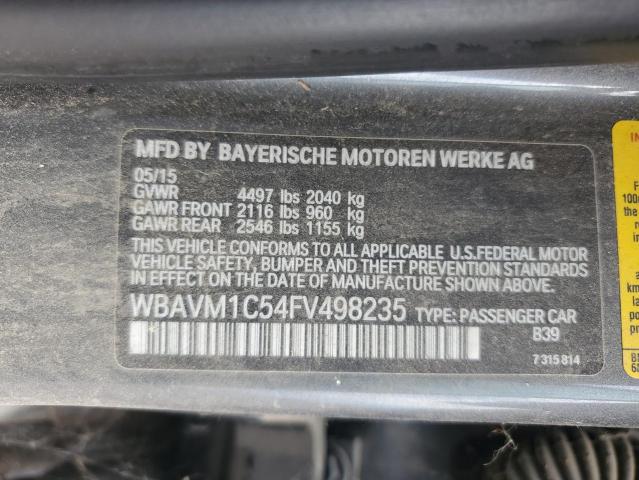 MFD BY BAYERISCHE MOTOREN WERKE AG
05/15
GVWR 4497 lbs 2040 kg
GAWR FRONT 2116 lbs 960 kg
GAWR REAR 2546 lbs 1155 kg
THIS VEHICLE CONFORMS TO ALL APPLICABLE U.S.FEDERAL MOTOR
VEHICLE SAFETY, BUMPER AND THEFT PREVENTION STANDARDS
IN EFFECT ON THE DATE OF MANUFACTURE SHOWN ABOVE.
WBAVM1C54FV498235 TYPE: PASSENGER CAR
B39
7 315 814